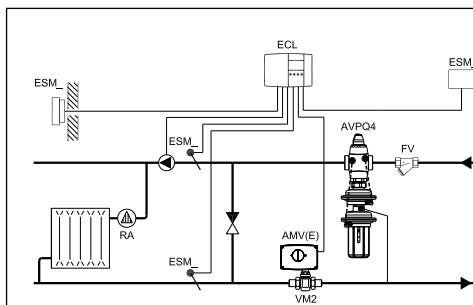 ECL
ESM_
ESM_
ESM_
AVPQ4
FV
RA
ESM_
AMV(E)
VM2